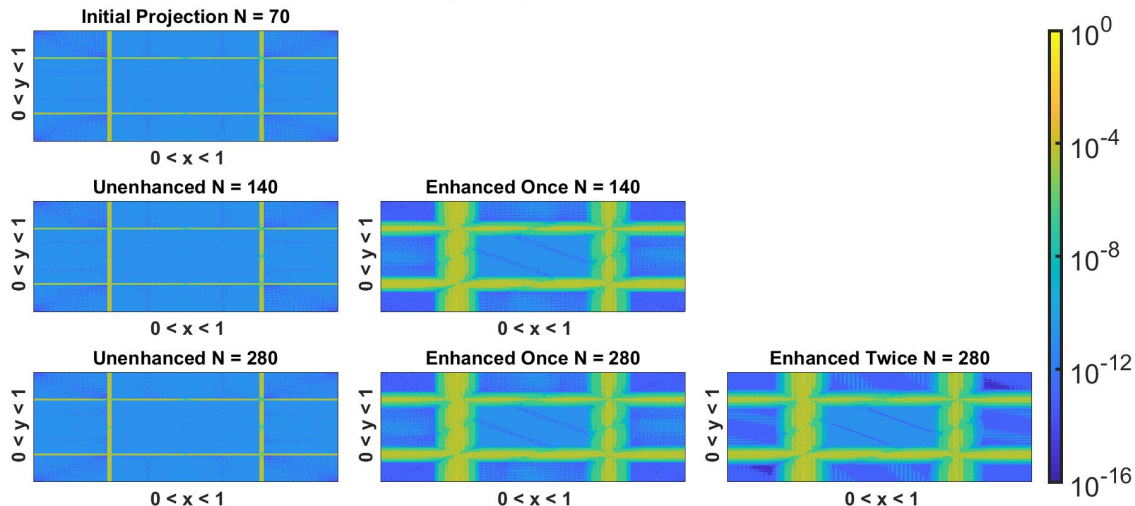 Initial Projection N = 70
0 < y < 1
0 < x < 1
Unenhanced N = 140
0 < y < 1
0 < x < 1
Enhanced Once N = 140
0 < y < 1
0 < x < 1
Unenhanced N = 280
0 < y < 1
0 < x < 1
Enhanced Once N = 280
0 < y < 1
0 < x < 1
Enhanced Twice N = 280
0 < y < 1
0 < x < 1
10^0
10^-4
10^-8
10^-12
10^-16